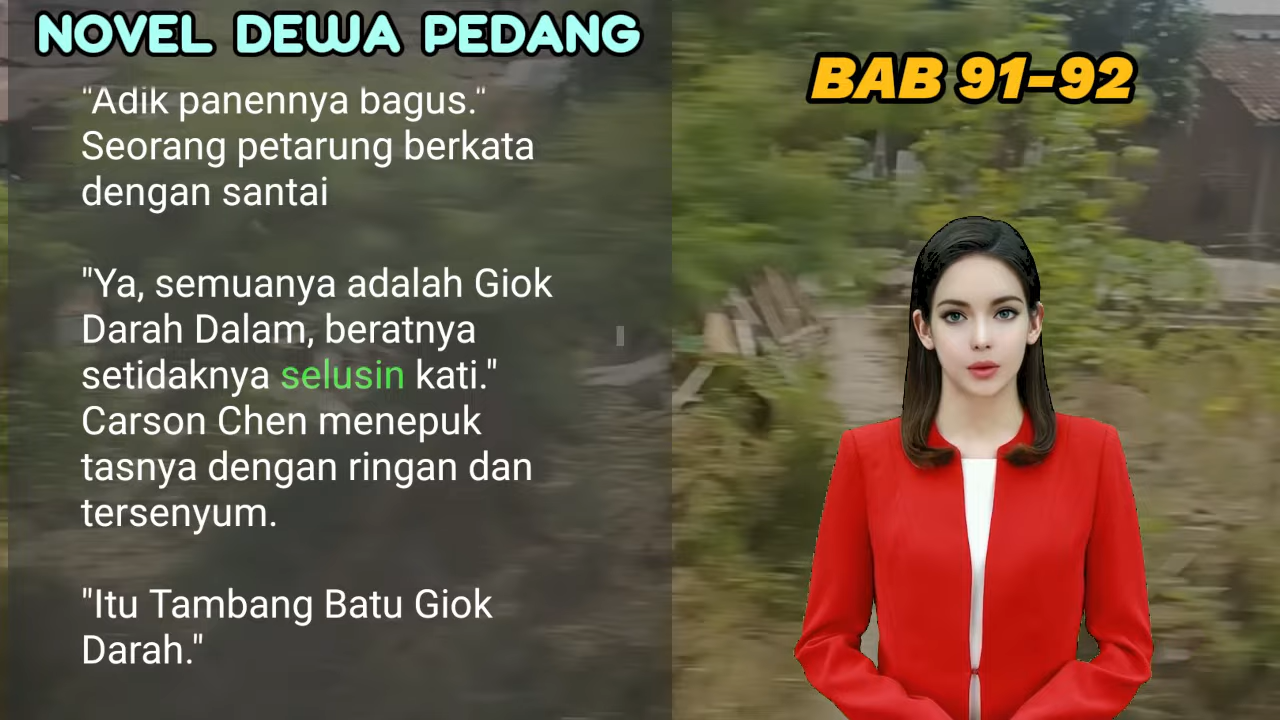 NOVEL DEWA PEDANG
BAB 91-92
"Adik panennya bagus."
Seorang petarung berkata
dengan santai
"Ya, semuanya adalah Giok
Darah Dalam, beratnya
setidaknya selusin kati."
Carson Chen menepuk
tasnya dengan ringan dan
tersenyum.
"Itu Tambang Batu Giok
Darah."